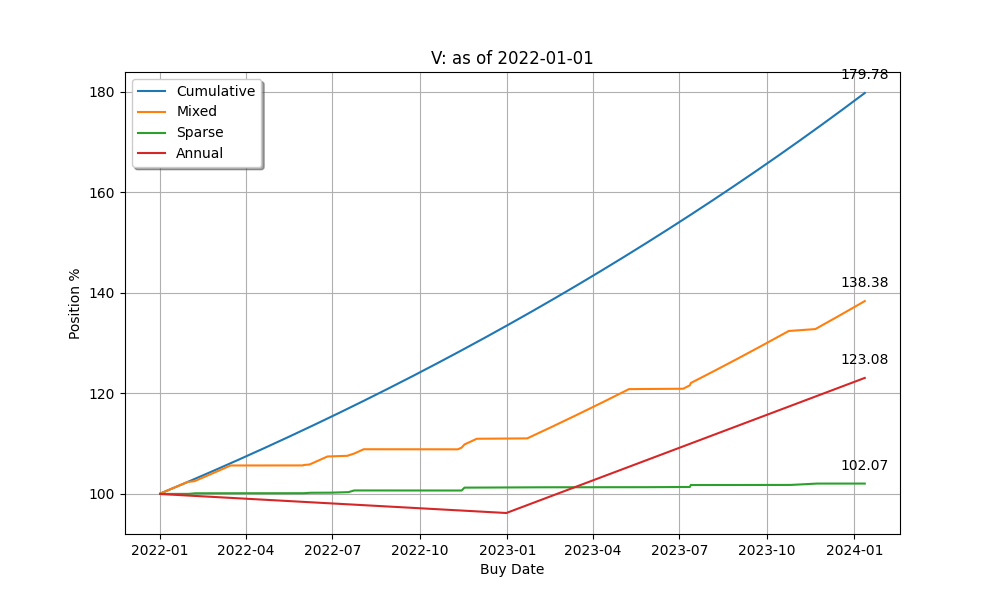 V: as of 2022-01-01
Cumulative
Mixed
Sparse
Annual
179.78
138.38
123.08
102.07
180
160
140
120
100
Position %
2022-01 2022-04 2022-07 2022-10 2023-01 2023-04 2023-07 2023-10 2024-01
Buy Date